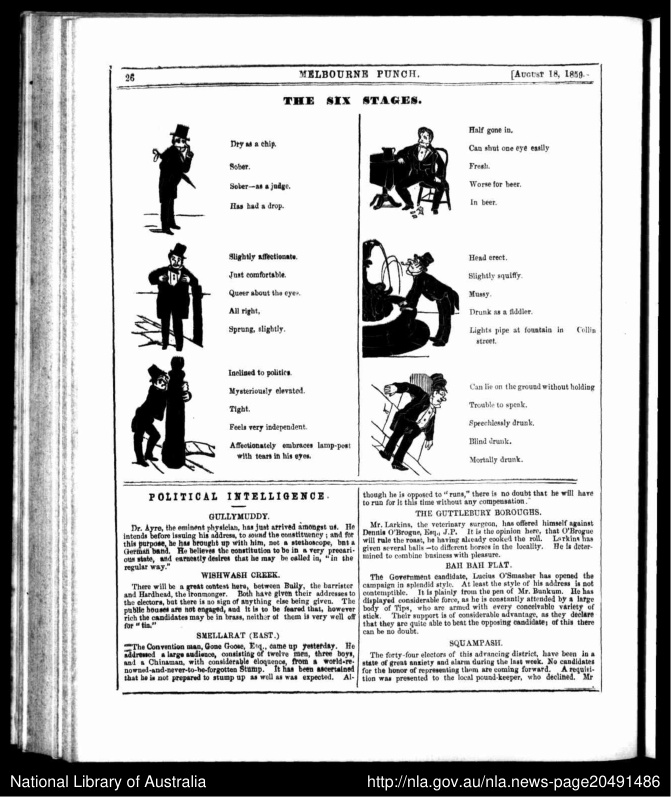 26
MELBOURNE PUNCH.
[AUGUST 18, 1859.
THE SIX STAGES.
Dry as a chip.
Sober.
Sober—as a judge.
Has had a drop.
Slightly affectionate.
Just comfortable.
Queer about the eyes.
All right,
Sprung, slightly.
Inclined to politics.
Mysteriously elevated.
Tight.
Feels very independent.
Affectionately embraces lamp-post
with tears in his eyes.
Half gone in.
Can shut one eye easily
Fresh.
Worse for beer.
In beer.
Head erect.
Slightly squiffy.
Mussy.
Drunk as a fiddler.
Lights pipe at fountain in Collin
street.
Can lie on the ground without holding
Trouble to speak.
Speechlessly drunk.
Blind drunk.
Mortally drunk.
POLITICAL INTELLIGENCE.
GULLYMUDDY.
Dr. Ayre, the eminent physician, has just arrived amongst us. He
intends before issuing his address, to sound the constituency; and for
this purpose, he has brought up with him, not a stethoscope, but a
German band. He believes the constitution to be in a very precari-
ous state, and earnestly desires that he may be called in, "in the
regular way."
WISHWASH CREEK.
There will be a great contest here, between Bully, the barrister
and Hardhead, the ironmonger. Both have given their addresses to
the electors, but there is no sign of anything else being given. The
public houses are not engaged, and it is to be feared that, however
rich the candidates may be in brass, neither of them is very well off
for "tin."
SMELLARAT (EAST.)
The Convention man, Gone Goose, Esq., came up yesterday. He
addressed a large audience, consisting of twelve men, three boys,
and a Chinaman, with considerable eloquence, from a world-re-
nowned-and-never-to-be-forgotten Stump. It has been ascertained
that he is not prepared to stump up as well as was expected. Al-
though he is opposed to "runs," there is no doubt that he will have
to run for it this time without any compensation.
THE GUTTLEBURY BOROUGHS.
Mr. Larkins, the veterinary surgeon, has offered himself against
Dennis O'Brogue, Esq., J.P. It is the opinion here, that O'Brogue
will rule the roast, he having already cooked the roll. Larkins has
given several balls—to different horses in the locality. He is deter-
mined to combine business with pleasure.
BAH BAH FLAT.
The Government candidate, Lucius O'Smasher has opened the
campaign in splendid style. At least the style of his address is not
contemptible. It is plainly from the pen of Mr. Bunkum. He has
displayed considerable force, as he is constantly attended by a large
body of Tips, who are armed with every conceivable variety of
stick. Their support is of considerable advantage, as they declare
that they are quite able to beat the opposing candidate; of this there
can be no doubt.
SQUAMPASH.
The forty-four electors of this advancing district, have been in a
state of great anxiety and alarm during the last week. No candidates
for the honor of representing them are coming forward. A requisi-
tion was presented to the local pound-keeper, who declined. Mr
National Library of Australia
http://nla.gov.au/nla.news-page20491486